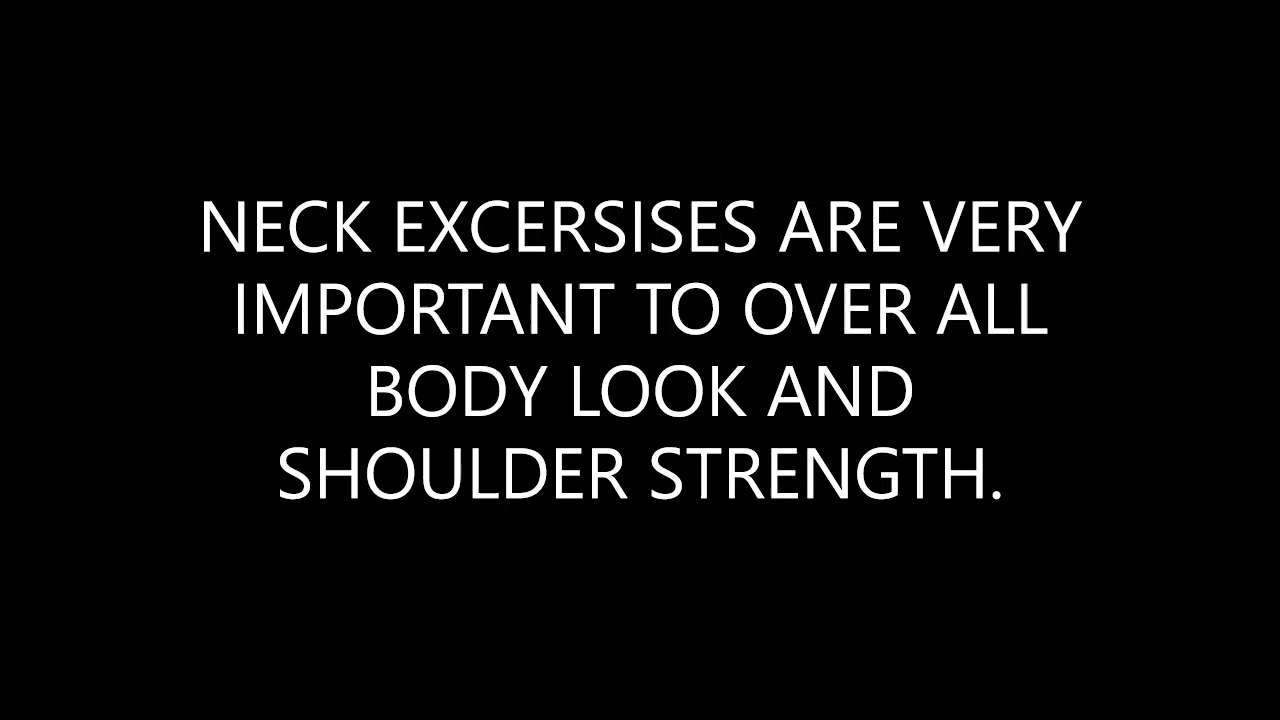 NECK EXCERSISES ARE VERY
IMPORTANT TO OVER ALL
BODY LOOK AND
SHOULDER STRENGTH.